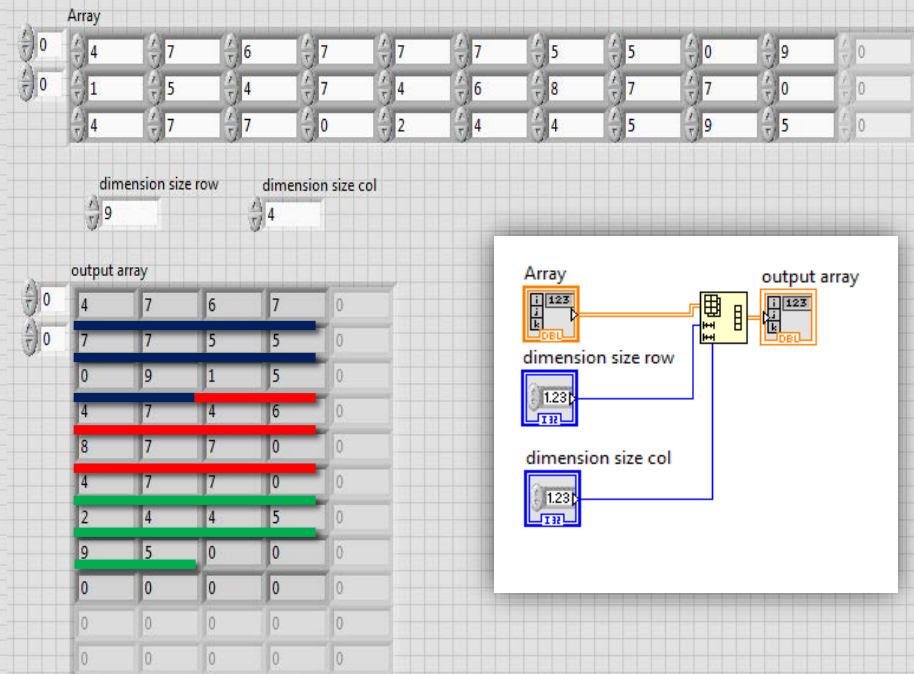 Array
0 4 7 6 7 7 7 5 5 0 9 0
0 1 5 4 7 4 6 8 7 7 0 0
4 7 7 0 2 4 4 5 9 5 0
dimension size row dimension size col
9 4
output array
0 4 7 6 7 0
0 7 7 5 5 0
0 9 1 5 0
4 7 4 6 0
8 7 7 0 0
4 7 7 0 0
2 4 4 5 0
9 5 0 0 0
0 0 0 0 0
0 0 0 0 0
0 0 0 0 0
Array
i 123
j
k
DBL
output array
i 123
j
k
DBL
dimension size row
1.23
I32
dimension size col
1.23
I32